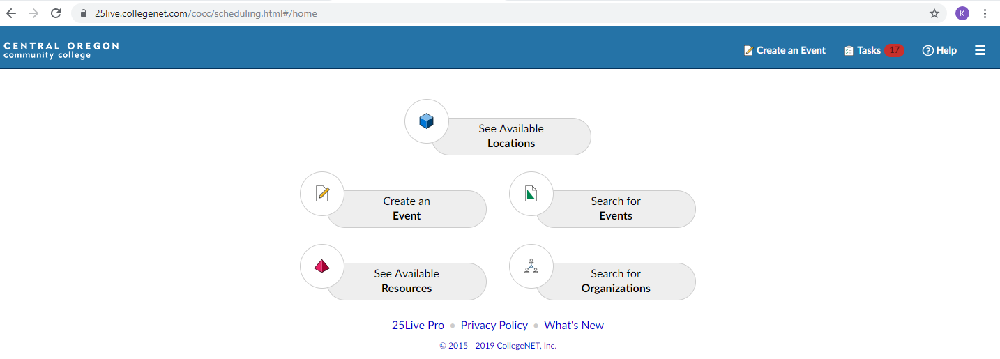 25live.collegenet.com/cocc/scheduling.html#/home
K
CENTRAL OREGON
community college
Create an Event
Tasks 17
Help
See Available
Locations
Create an
Event
Search for
Events
See Available
Resources
Search for
Organizations
25Live Pro • Privacy Policy • What's New
© 2015 - 2019 CollegeNET, Inc.